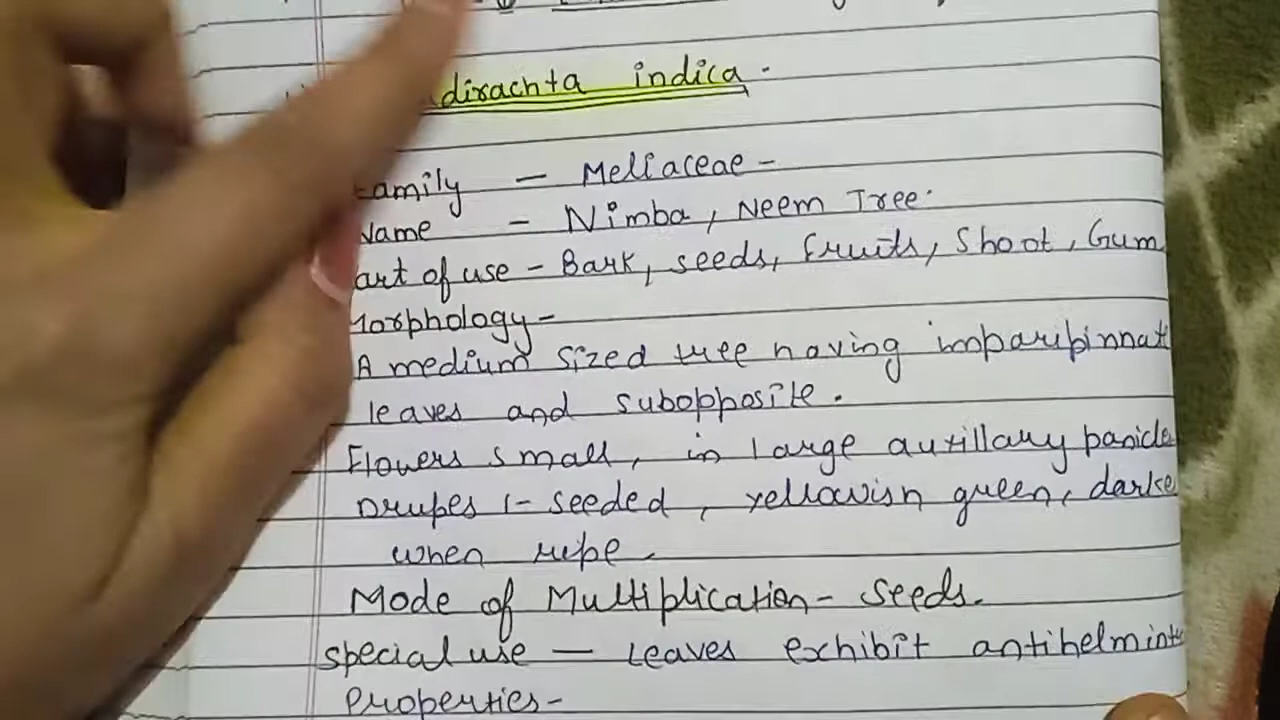 dirachta indica.
Family - Meliaceae -
Name - Nimba, Neem Tree.
art of use - Bark, seeds, fruits, Shoot, Gum
Morphology -
A medium sized tree having imparipinnat
leaves and subopposite.
Flowers small, in large auxillary panicle
Drupes 1-seeded, yellowish green, darke
when ripe.
Mode of Multiplication - Seeds.
Special use - Leaves exhibit antihelmint
Properties -